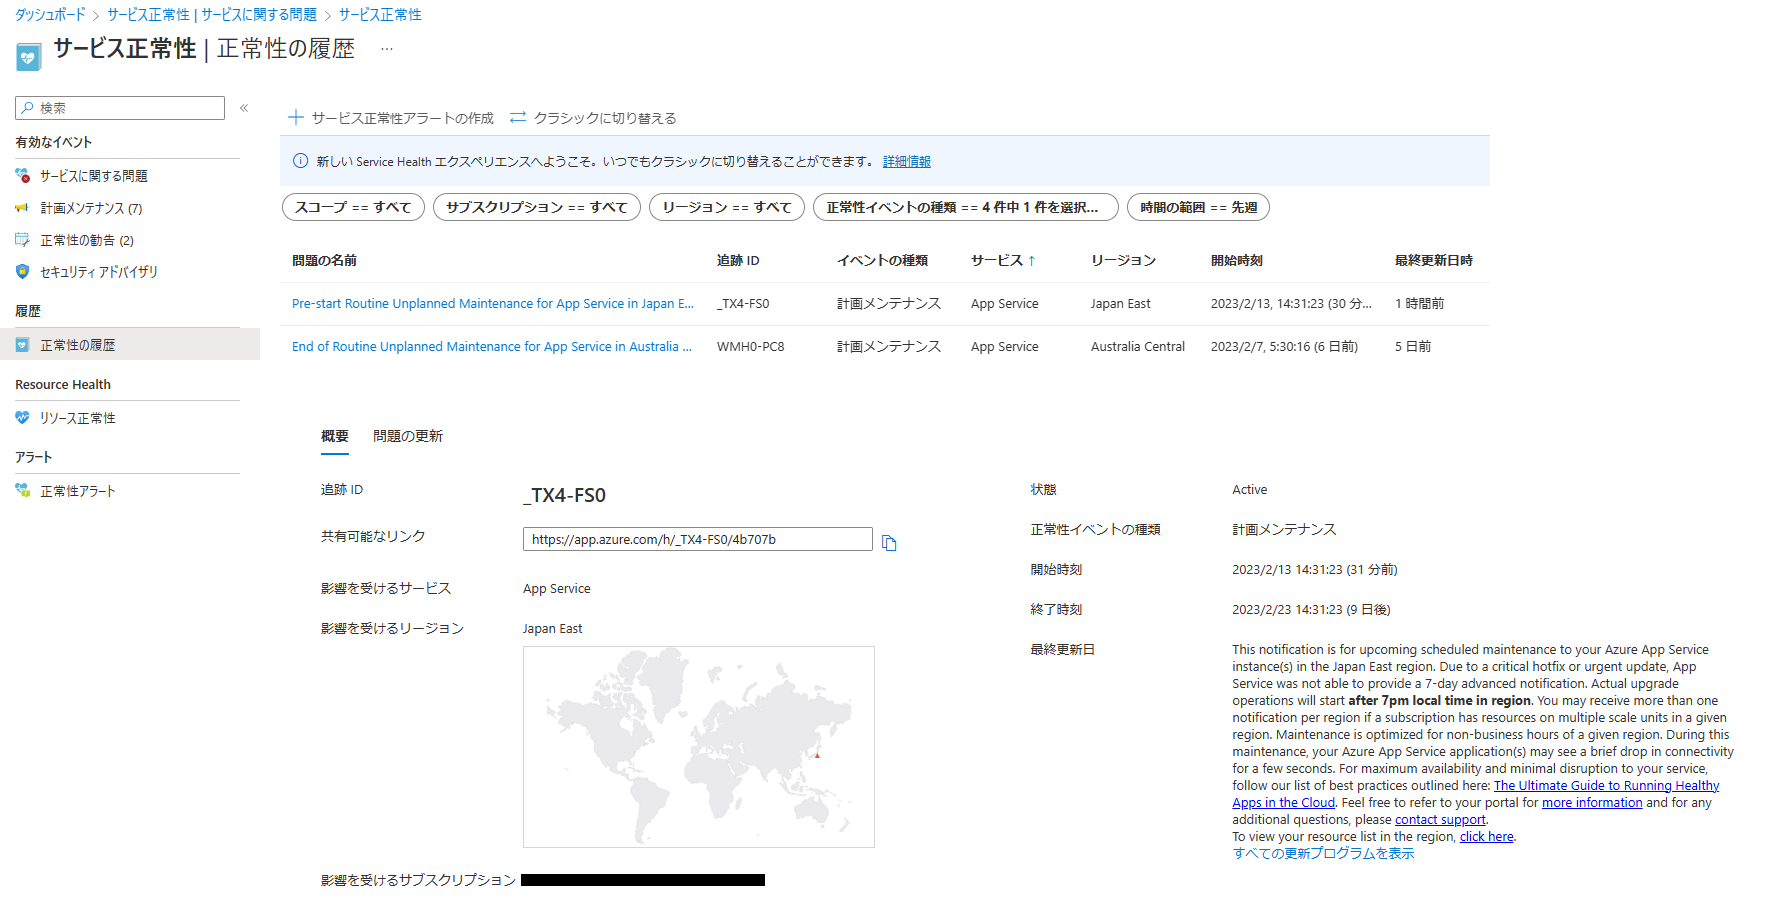 ダッシュボード > サービス正常性 | サービスに関する問題 > サービス正常性
サービス正常性 | 正常性の履歴 …
検索 «
有効なイベント
サービスに関する問題
計画メンテナンス (7)
正常性の勧告 (2)
セキュリティ アドバイザリ
履歴
正常性の履歴
Resource Health
リソース正常性
アラート
正常性アラート
サービス正常性アラートの作成 クラシックに切り替える
新しい Service Health エクスペリエンスへようこそ。いつでもクラシックに切り替えることができます。 詳細情報
スコープ == すべて サブスクリプション == すべて リージョン == すべて 正常性イベントの種類 == 4 件中 1 件を選択... 時間の範囲 == 先週
問題の名前 追跡 ID イベントの種類 サービス ↑ リージョン 開始時刻 最終更新日時
Pre-start Routine Unplanned Maintenance for App Service in Japan E... _TX4-FS0 計画メンテナンス App Service Japan East 2023/2/13, 14:31:23 (30 分... 1 時間前
End of Routine Unplanned Maintenance for App Service in Australia ... WMH0-PC8 計画メンテナンス App Service Australia Central 2023/2/7, 5:30:16 (6 日前) 5 日前
概要 問題の更新
追跡 ID _TX4-FS0
共有可能なリンク https://app.azure.com/h/_TX4-FS0/4b707b
影響を受けるサービス App Service
影響を受けるリージョン Japan East
影響を受けるサブスクリプション
状態 Active
正常性イベントの種類 計画メンテナンス
開始時刻 2023/2/13 14:31:23 (31 分前)
終了時刻 2023/2/23 14:31:23 (9 日後)
最終更新日 This notification is for upcoming scheduled maintenance to your Azure App Service
instance(s) in the Japan East region. Due to a critical hotfix or urgent update, App
Service was not able to provide a 7-day advanced notification. Actual upgrade
operations will start after 7pm local time in region. You may receive more than one
notification per region if a subscription has resources on multiple scale units in a given
region. Maintenance is optimized for non-business hours of a given region. During this
maintenance, your Azure App Service application(s) may see a brief drop in connectivity
for a few seconds. For maximum availability and minimal disruption to your service,
follow our list of best practices outlined here: The Ultimate Guide to Running Healthy
Apps in the Cloud. Feel free to refer to your portal for more information and for any
additional questions, please contact support.
To view your resource list in the region, click here.
すべての更新プログラムを表示